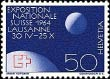 EXPOSITION
NATIONALE
SUISSE 1964
LAUSANNE
30 IV-25 X
HELVETIA
50